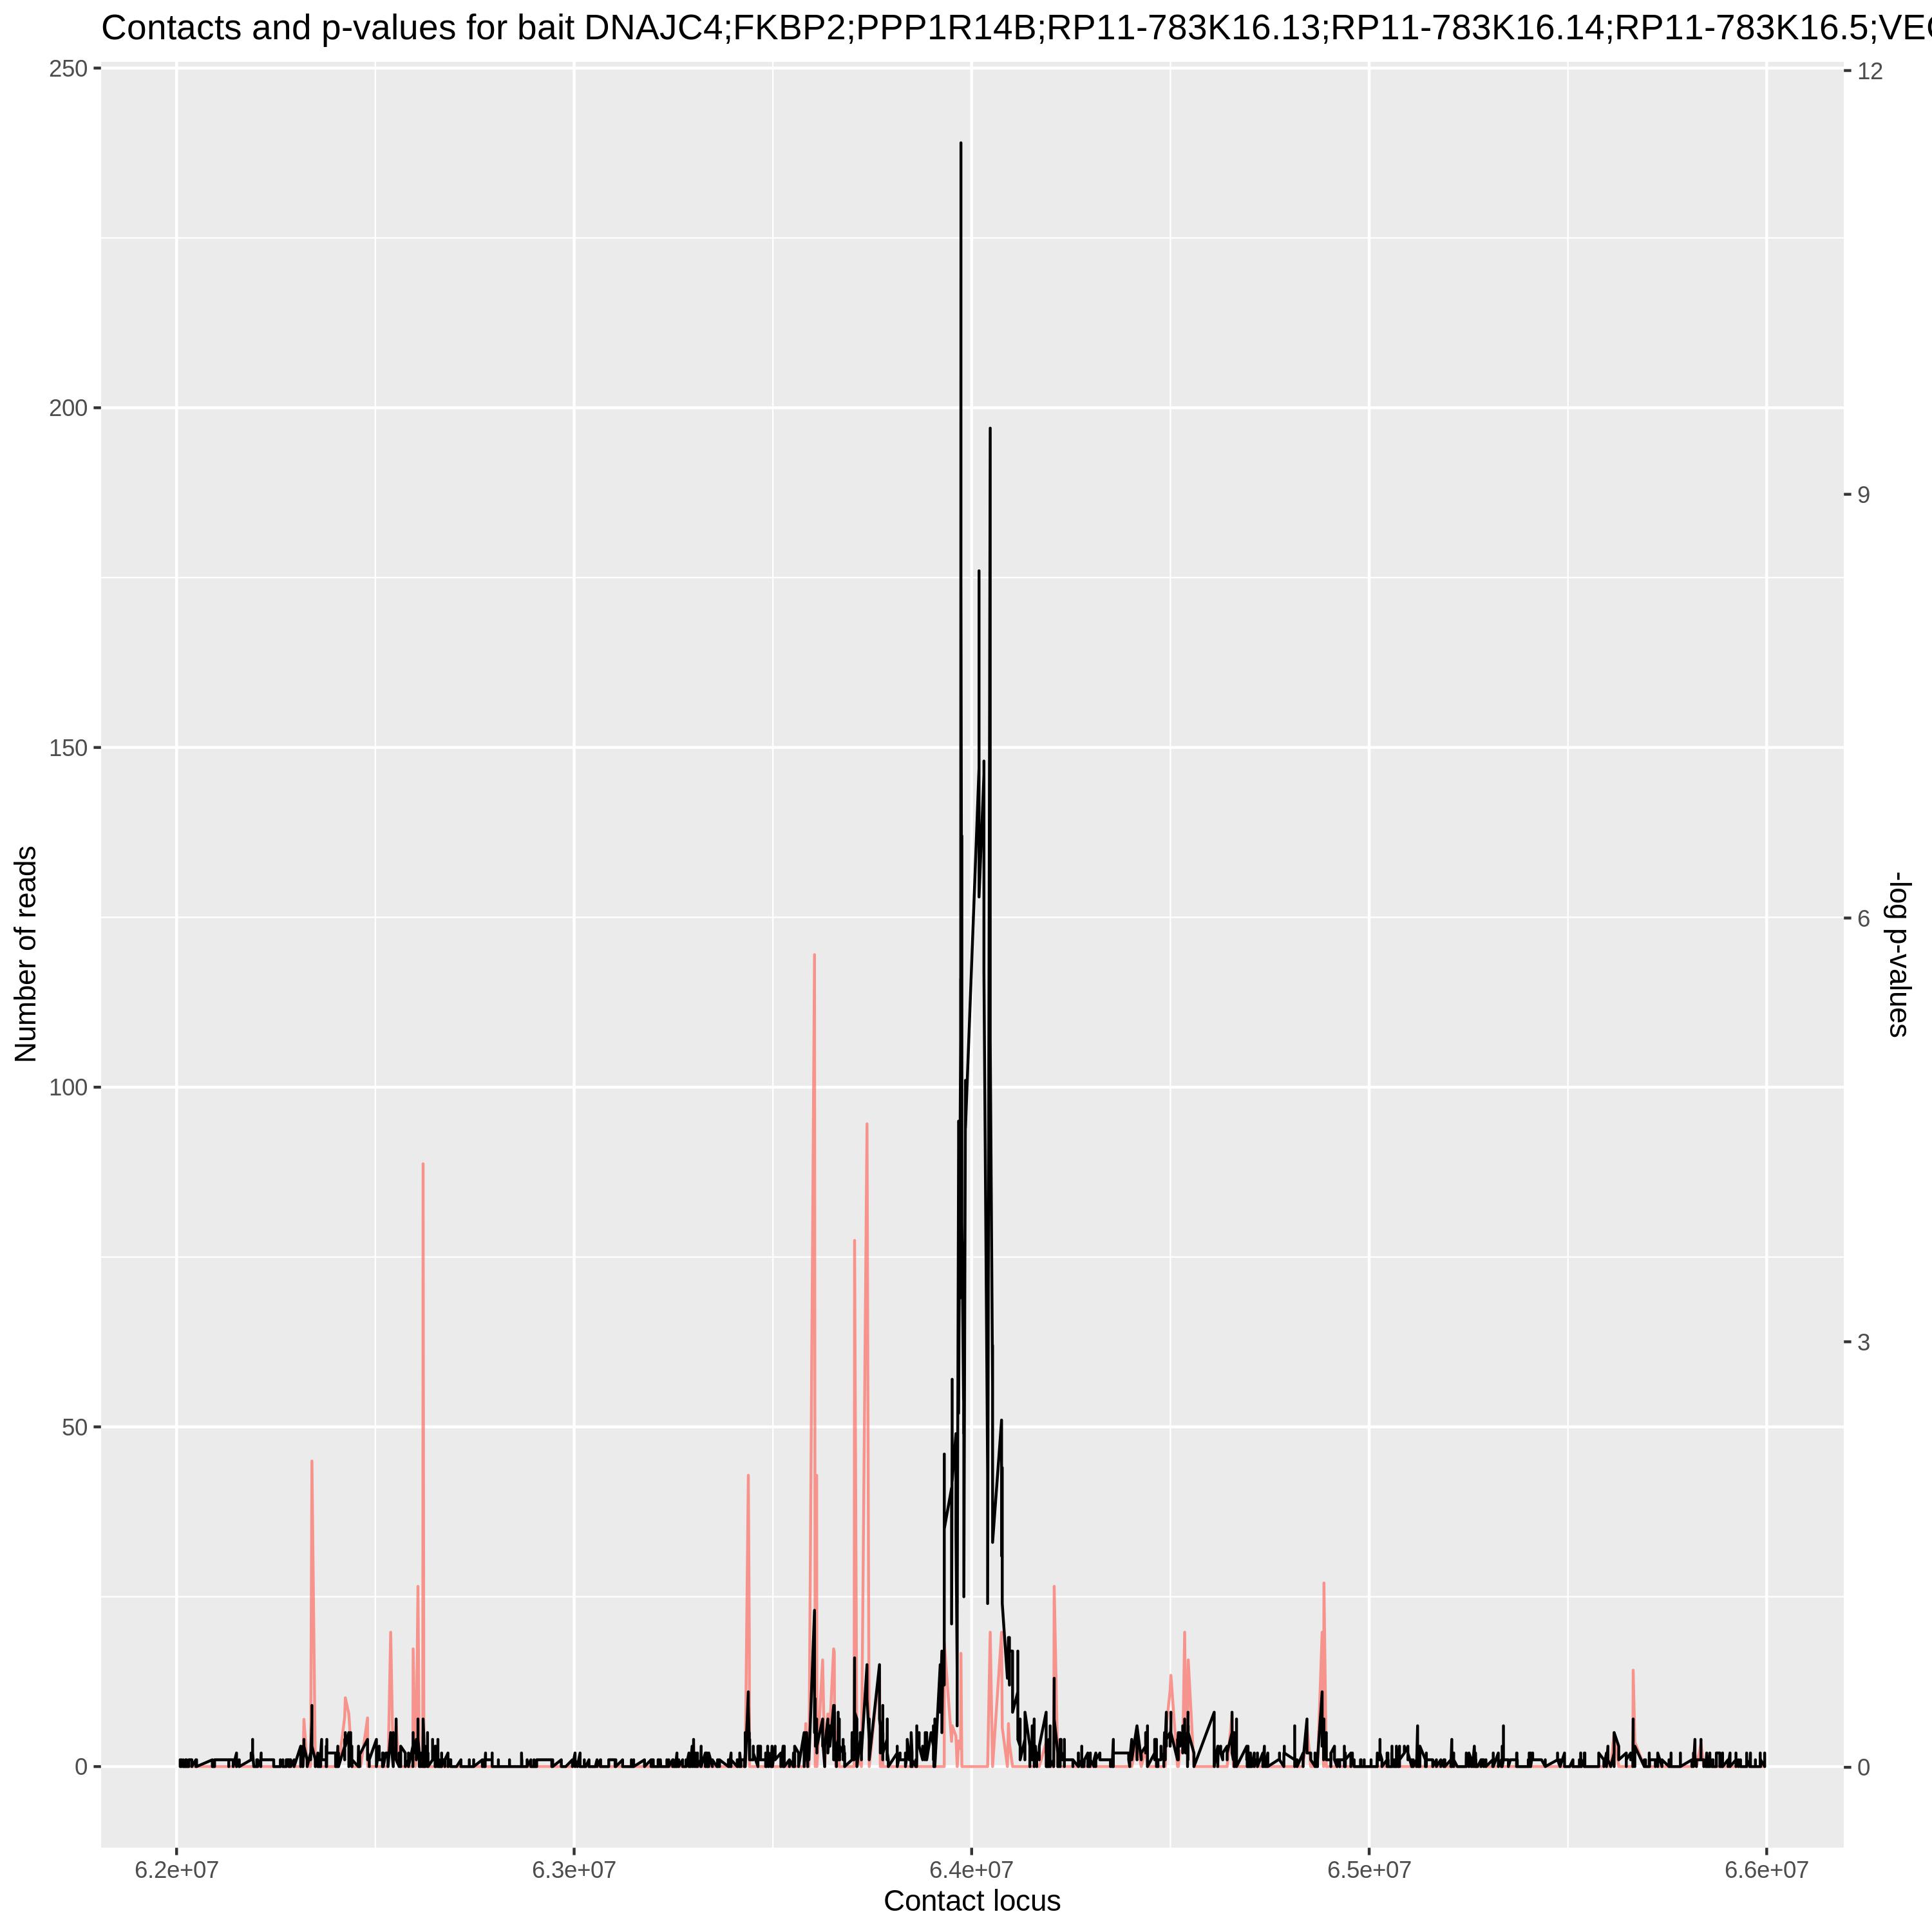 Contacts and p-values for bait DNAJC4;FKBP2;PPP1R14B;RP11-783K16.13;RP11-783K16.14;RP11-783K16.5;VEG
250
200
150
100
50
0
Number of reads
12
9
6
3
0
-log p-values
6.2e+07 6.3e+07 6.4e+07 6.5e+07 6.6e+07
Contact locus